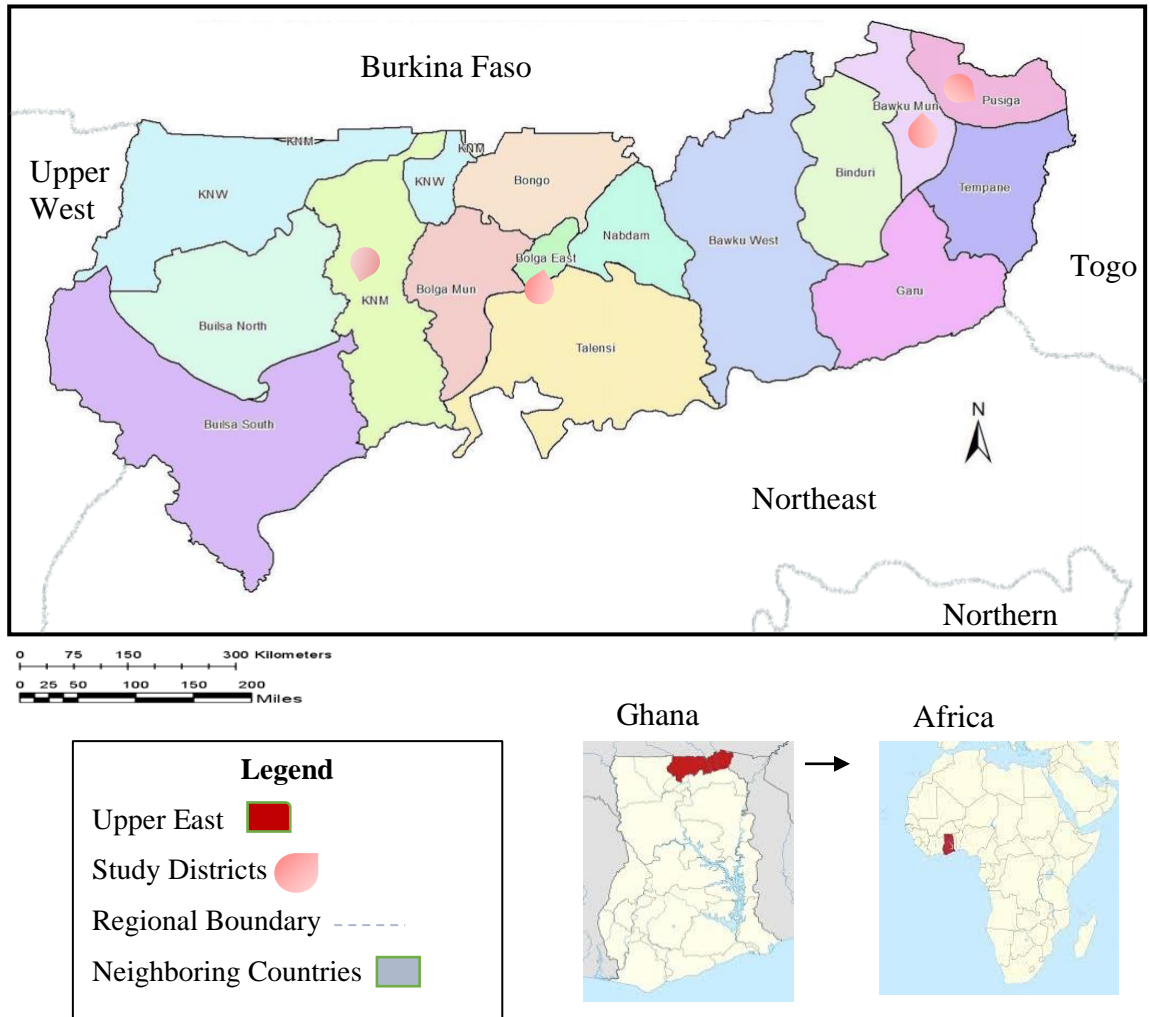 Burkina Faso
Upper
West
KNM
KNM
KNW
KNW
Bongo
Bawku Mun
Pusiga
Binduri
Tempane
Nabdam
Bawku West
Bolga East
Togo
Bolga Mun
KNM
Garu
Builsa North
Talensi
Builsa South
N
Northeast
Northern
0 75 150 300 Kilometers
0 25 50 100 150 200
Miles
Ghana
Africa
Legend
Upper East
Study Districts
Regional Boundary
Neighboring Countries